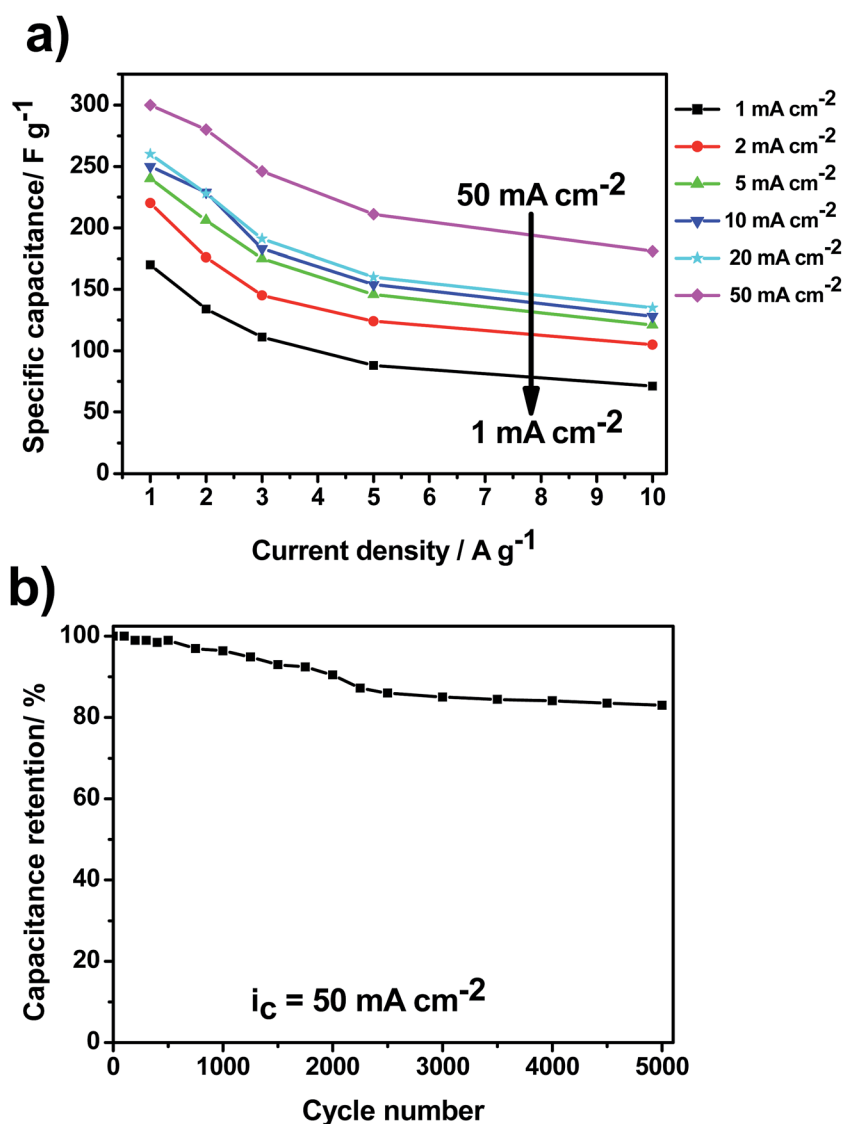 a)
Specific capacitance/ F g-1
300
250
200
150
100
50
0
1 2 3 4 5 6 7 8 9 10
Current density / A g-1
50 mA cm-2
1 mA cm-2
1 mA cm-2
2 mA cm-2
5 mA cm-2
10 mA cm-2
20 mA cm-2
50 mA cm-2
b)
Capacitance retention/ %
100
80
60
40
20
0
0 1000 2000 3000 4000 5000
Cycle number
ic = 50 mA cm-2